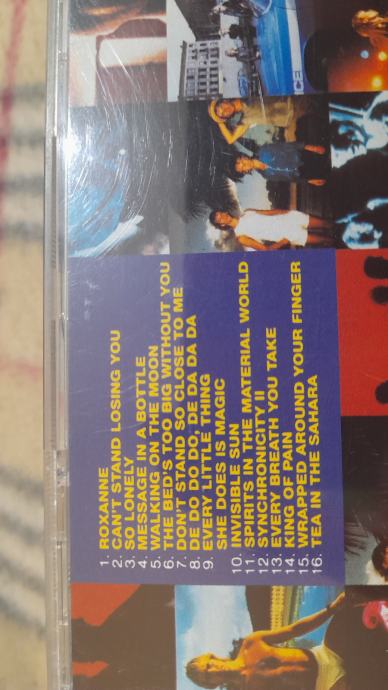 1. ROXANNE
2. CAN'T STAND LOSING YOU
3. SO LONELY
4. MESSAGE IN A BOTTLE
5. WALKING ON THE MOON
6. THE BED'S TOO BIG WITHOUT YOU
7. DON'T STAND SO CLOSE TO ME
8. DE DO DO DO, DE DA DA DA
9. EVERY LITTLE THING
SHE DOES IS MAGIC
10. INVISIBLE SUN
11. SPIRITS IN THE MATERIAL WORLD
12. SYNCHRONICITY II
13. EVERY BREATH YOU TAKE
14. KING OF PAIN
15. WRAPPED AROUND YOUR FINGER
16. TEA IN THE SAHARA